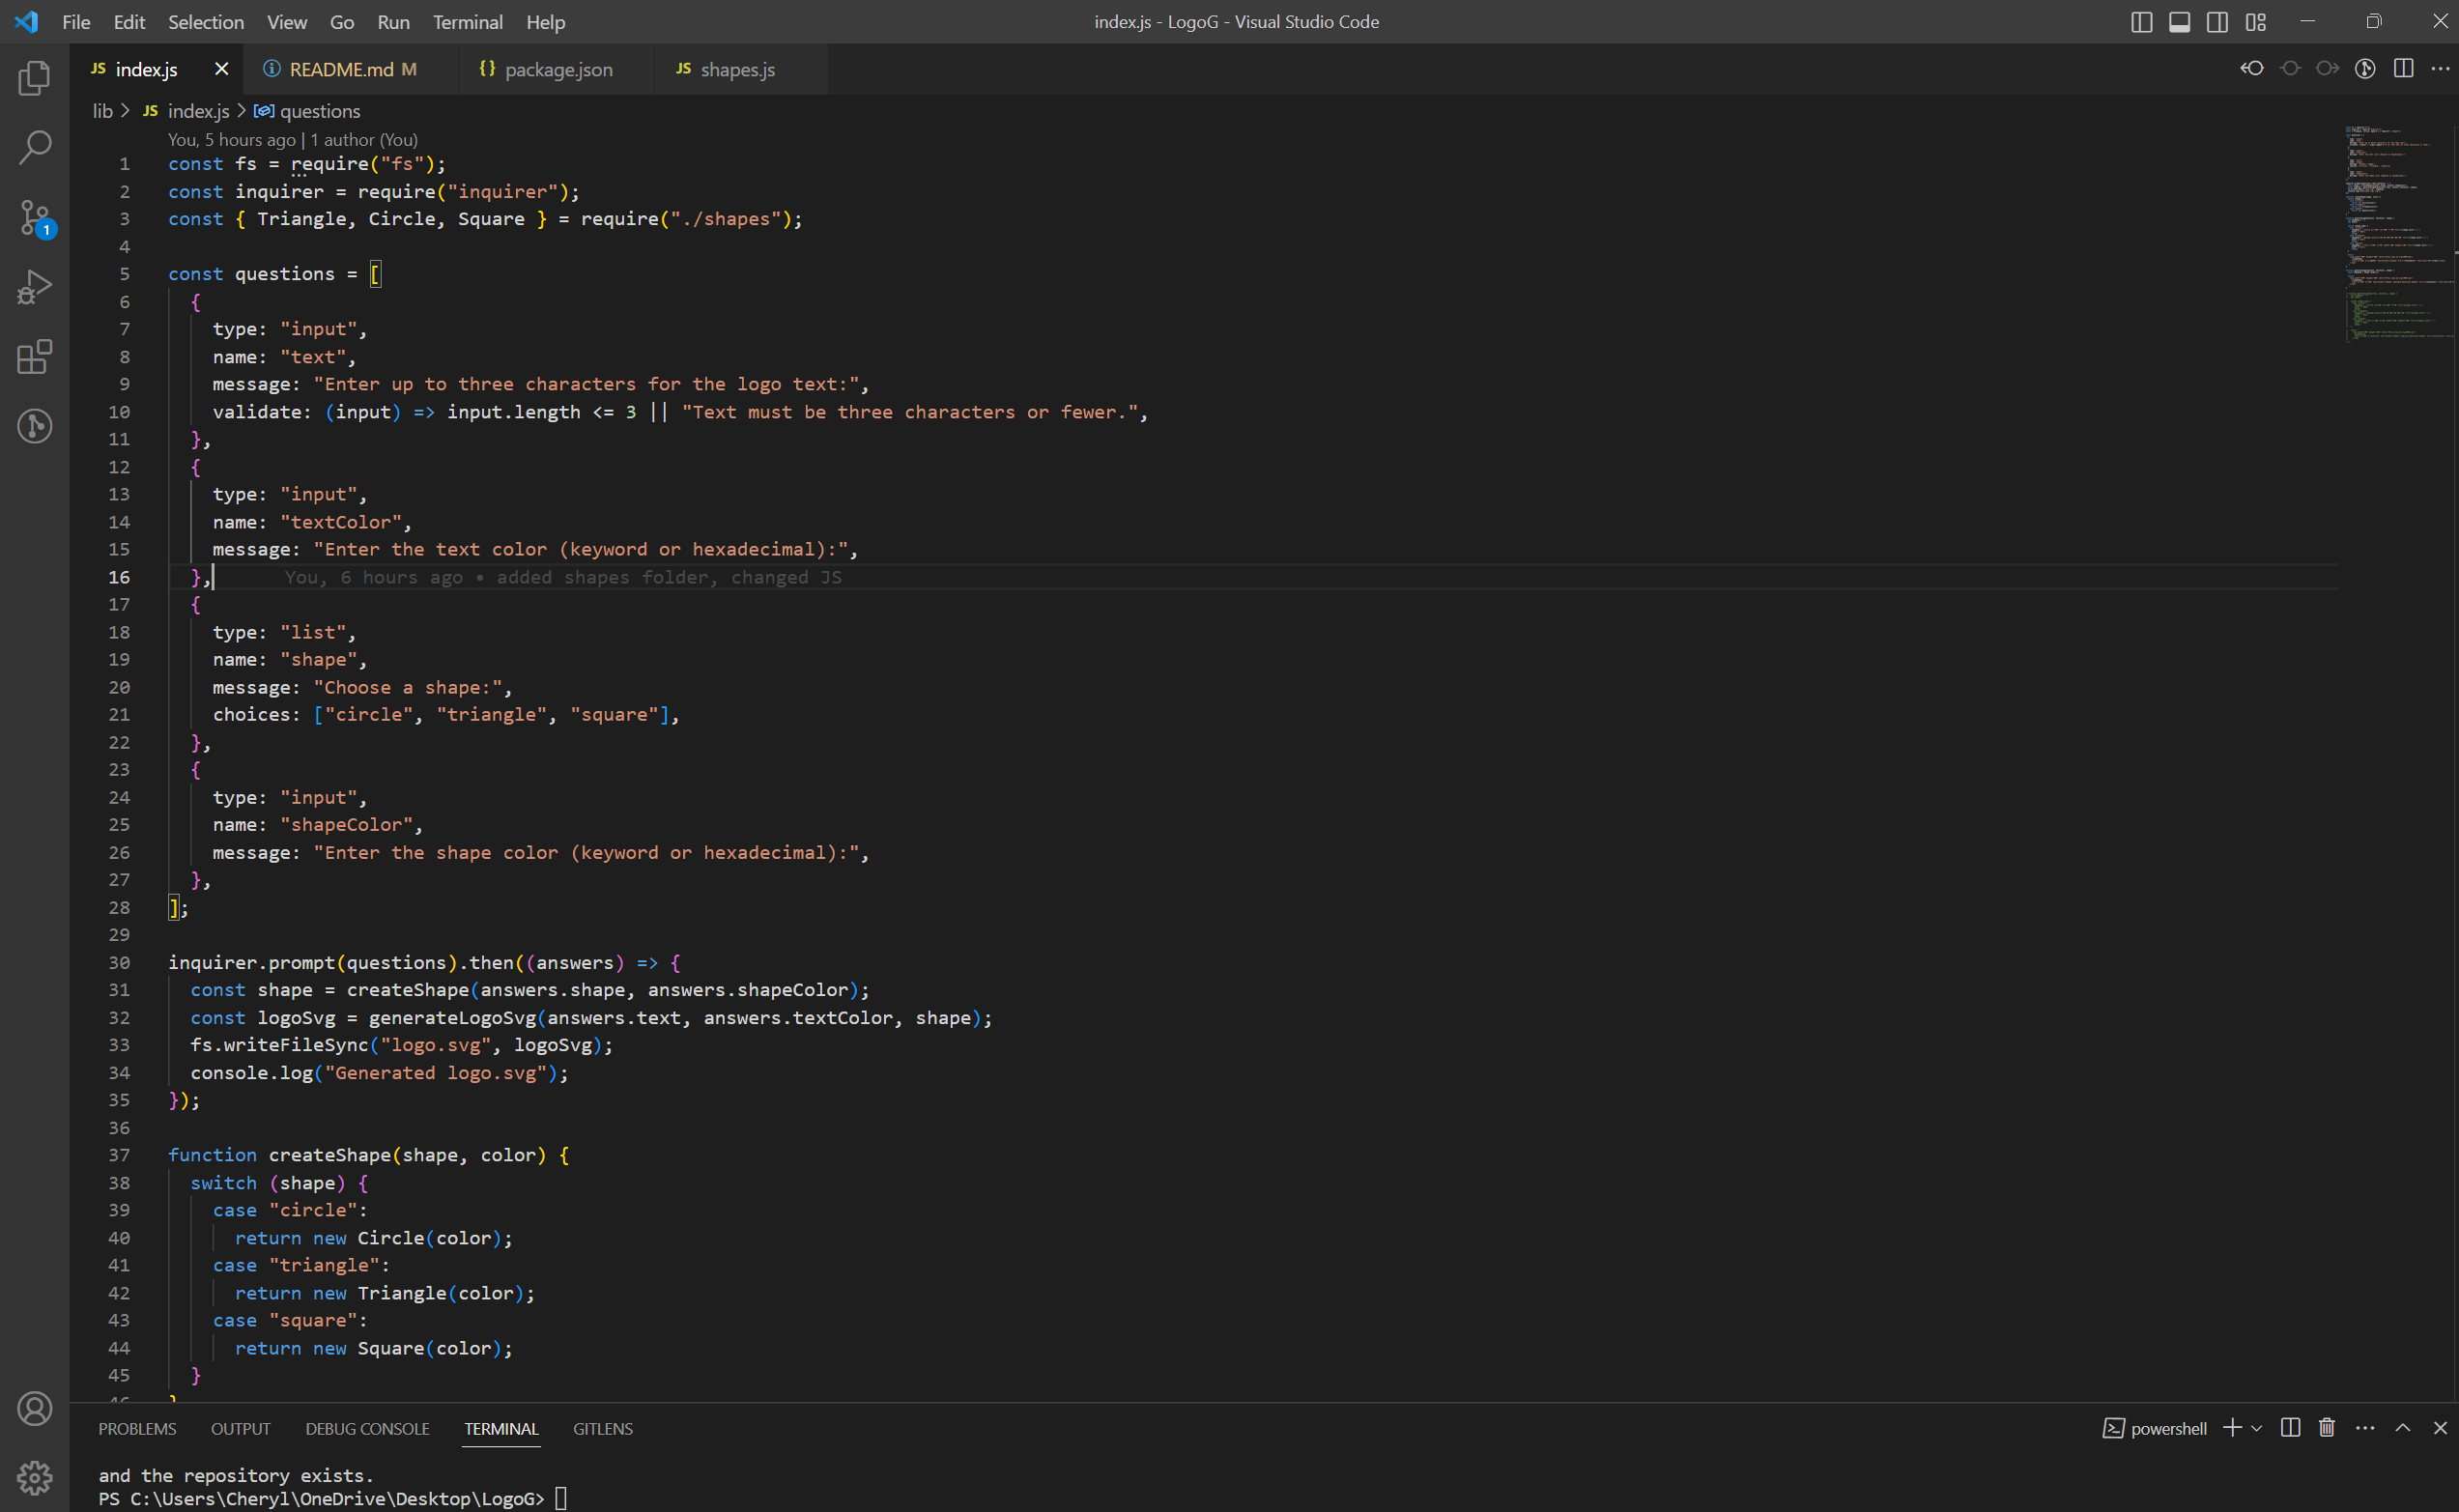 File Edit Selection View Go Run Terminal Help index.js - LogoG - Visual Studio Code
JS index.js README.md M {} package.json JS shapes.js
lib > JS index.js > questions
You, 5 hours ago | 1 author (You)
1 const fs = require("fs");
2 const inquirer = require("inquirer");
3 const { Triangle, Circle, Square } = require("./shapes");
4
5 const questions = [
6 {
7 type: "input",
8 name: "text",
9 message: "Enter up to three characters for the logo text:",
10 validate: (input) => input.length <= 3 || "Text must be three characters or fewer.",
11 },
12 {
13 type: "input",
14 name: "textColor",
15 message: "Enter the text color (keyword or hexadecimal):",
16 }, You, 6 hours ago • added shapes folder, changed JS
17 {
18 type: "list",
19 name: "shape",
20 message: "Choose a shape:",
21 choices: ["circle", "triangle", "square"],
22 },
23 {
24 type: "input",
25 name: "shapeColor",
26 message: "Enter the shape color (keyword or hexadecimal):",
27 },
28 ];
29
30 inquirer.prompt(questions).then((answers) => {
31 const shape = createShape(answers.shape, answers.shapeColor);
32 const logoSvg = generateLogoSvg(answers.text, answers.textColor, shape);
33 fs.writeFileSync("logo.svg", logoSvg);
34 console.log("Generated logo.svg");
35 });
36
37 function createShape(shape, color) {
38 switch (shape) {
39 case "circle":
40 return new Circle(color);
41 case "triangle":
42 return new Triangle(color);
43 case "square":
44 return new Square(color);
45 }
1
PROBLEMS OUTPUT DEBUG CONSOLE TERMINAL GITLENS powershell
and the repository exists.
PS C:\Users\Cheryl\OneDrive\Desktop\LogoG>